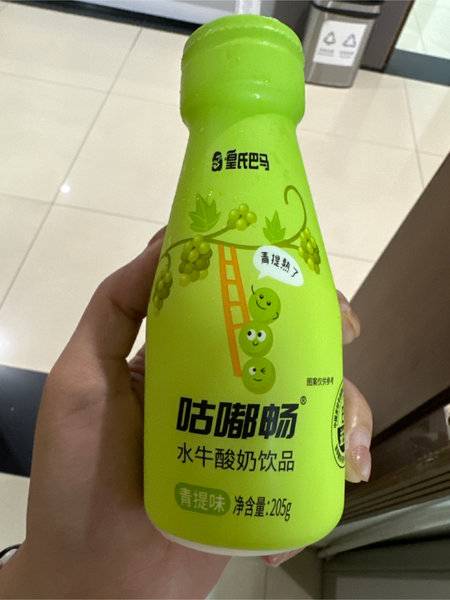 皇氏巴马
青提熟了
图案仅供参考
咕嘟畅®
水牛酸奶饮品
青提味 净含量:205g